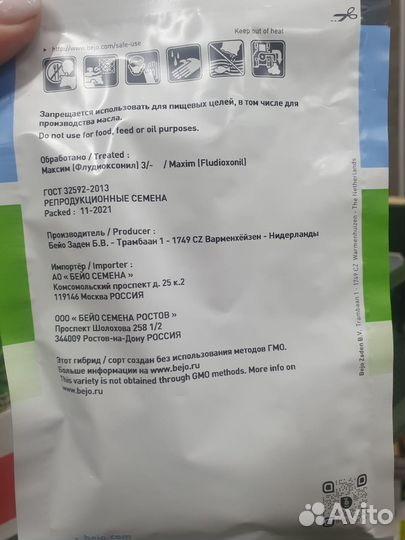 Keep out of heat
http://www.bejo.com/safe-use
Запрещается использовать для пищевых целей, в том числе для
производства масла.
Do not use for food, feed or oil purposes.
Обработано / Treated :
Максим (Флудиоксонил) 3/- / Maxim (Fludioxonil)
ГОСТ 32592-2013
РЕПРОДУКЦИОННЫЕ СЕМЕНА
Packed : 11-2021
Производитель / Producer :
Бейо Заден Б.В. - Трамбаан 1 - 1749 CZ Варменхёйзен - Нидерланды
Импортёр / Importer :
АО « БЕЙО СЕМЕНА »
Комсомольский проспект д. 25 к.2
119146 Москва РОССИЯ
ООО « БЕЙО СЕМЕНА РОСТОВ »
Проспект Шолохова 258 1/2
344009 Ростов-на-Дону РОССИЯ
Этот гибрид / сорт создан без использования методов ГМО.
Больше информации на www.bejo.ru
This variety is not obtained through GMO methods. More info on
www.bejo.ru
Bejo Zaden B.V. Trambaan 1 - 1749 CZ Warmenhuizen - The Netherlands
bejo.com
Avito